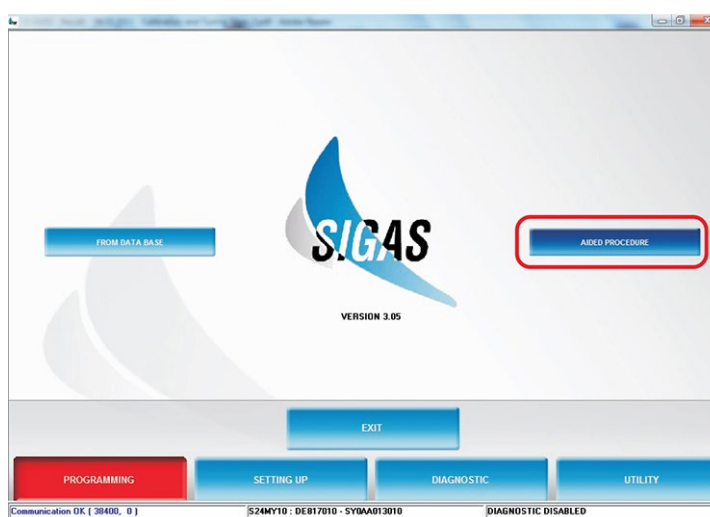 FROM DATA BASE
SIGAS
AIDED PROCEDURE
VERSION 3.05
EXIT
PROGRAMMING
SETTING UP
DIAGNOSTIC
UTILITY
Communication OK ( 38400, 0 )
S24MY10 : DE817010 - SY0AA013010
DIAGNOSTIC DISABLED